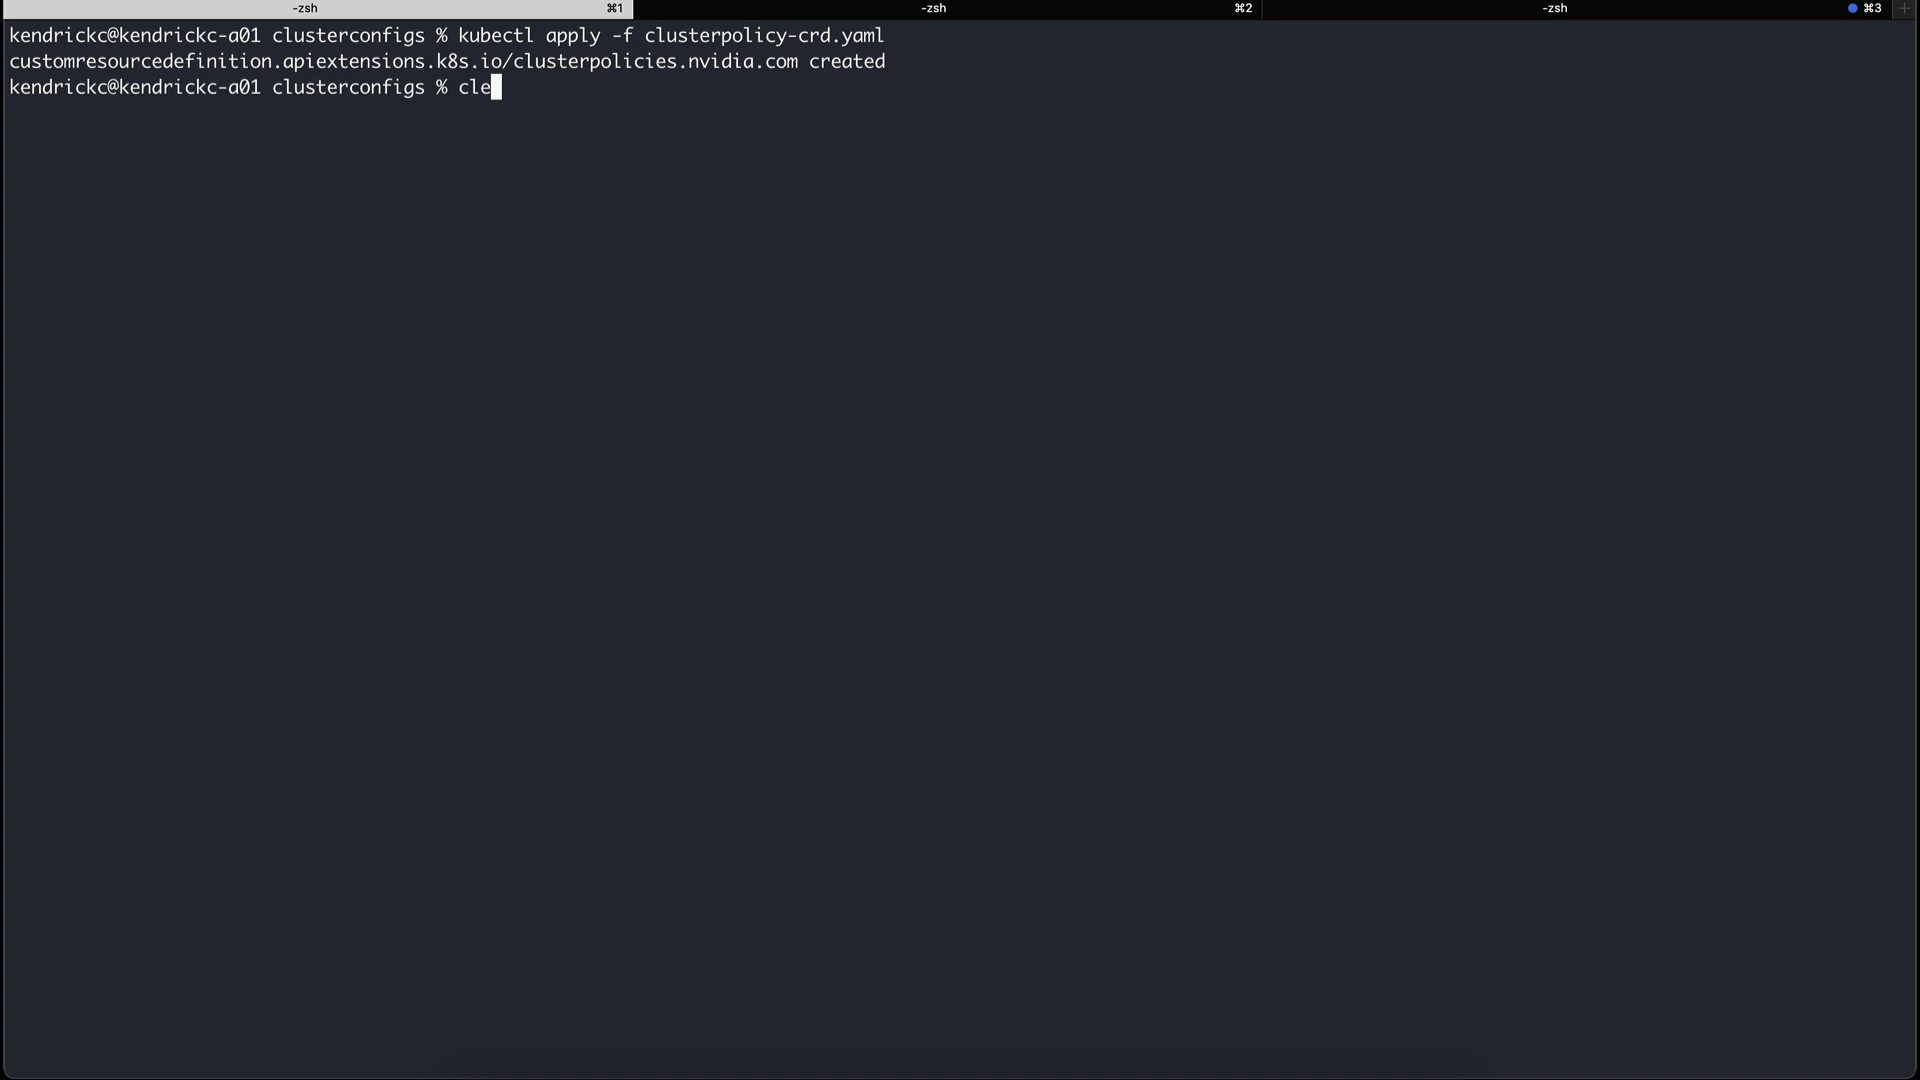 -zsh ⌘1 -zsh ⌘2 -zsh ⌘3 +
kendrickc@kendrickc-a01 clusterconfigs % kubectl apply -f clusterpolicy-crd.yaml
customresourcedefinition.apiextensions.k8s.io/clusterpolicies.nvidia.com created
kendrickc@kendrickc-a01 clusterconfigs % cle